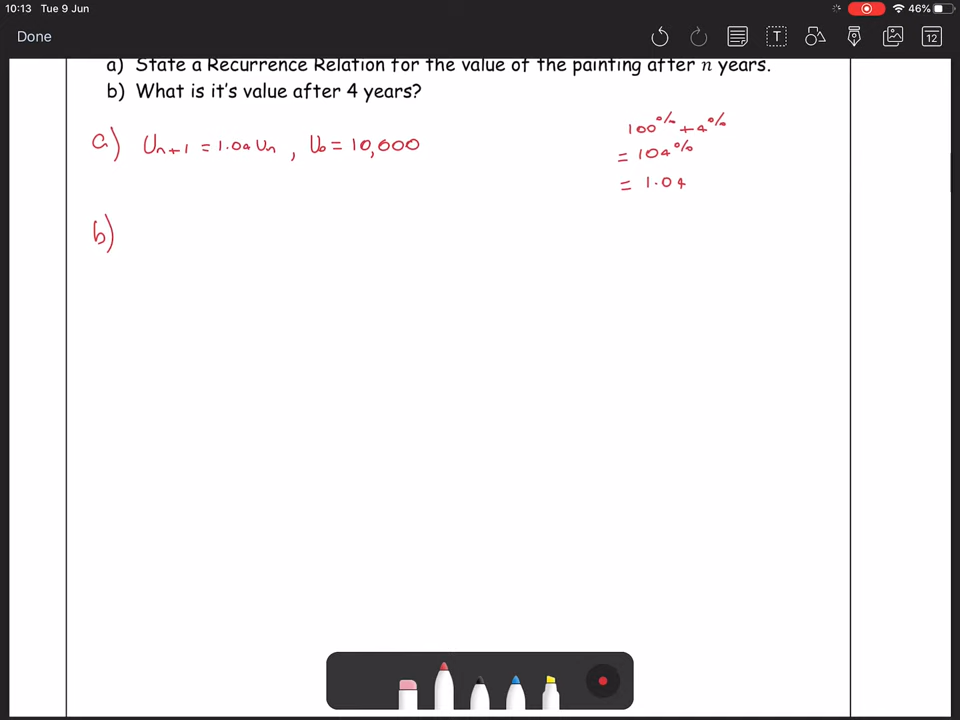 10:13 Tue 9 Jun 46%
Done T 12
a) State a Recurrence Relation for the value of the painting after n years.
b) What is it's value after 4 years?
a) Un+1 = 1.04 Un , U0 = 10,000
100% + 4%
= 104%
= 1.04
b)